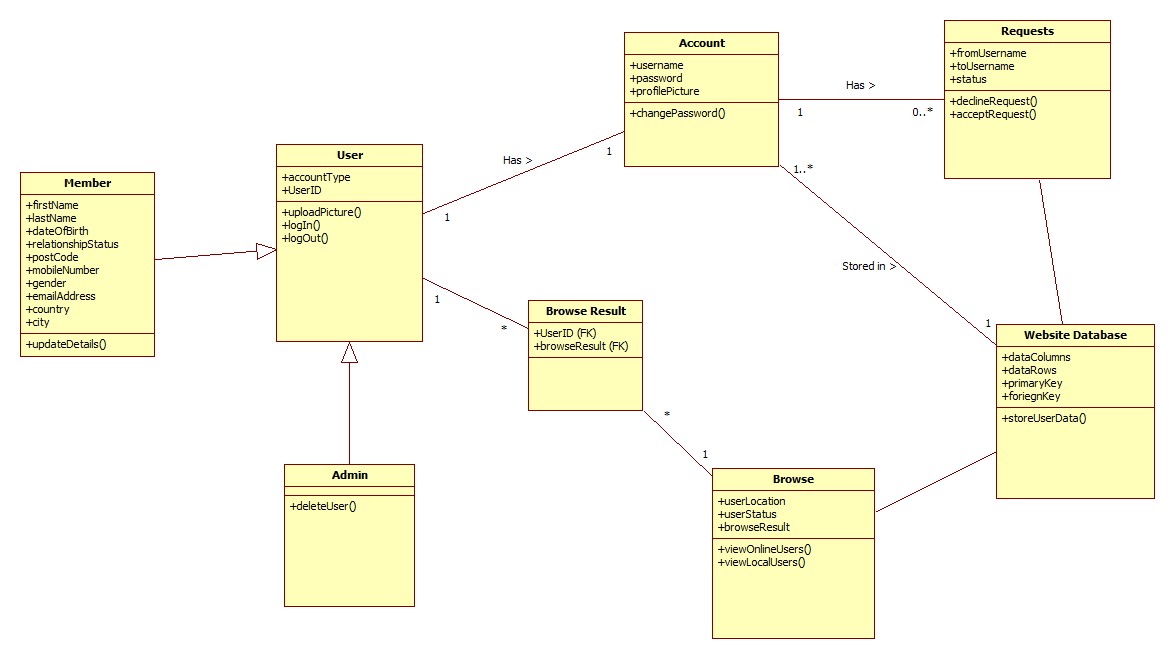 Member
+firstName
+lastName
+dateOfBirth
+relationshipStatus
+postCode
+mobileNumber
+gender
+emailAddress
+country
+city
+updateDetails()
User
+accountType
+UserID
+uploadPicture()
+logIn()
+logOut()
Admin
+deleteUser()
Has >
1
1
Account
+username
+password
+profilePicture
+changePassword()
Has >
1
0..*
Requests
+fromUsername
+toUsername
+status
+declineRequest()
+acceptRequest()
1..*
Stored in >
1
1
*
Browse Result
+UserID (FK)
+browseResult (FK)
*
1
Browse
+userLocation
+userStatus
+browseResult
+viewOnlineUsers()
+viewLocalUsers()
Website Database
+dataColumns
+dataRows
+primaryKey
+foriegnKey
+storeUserData()